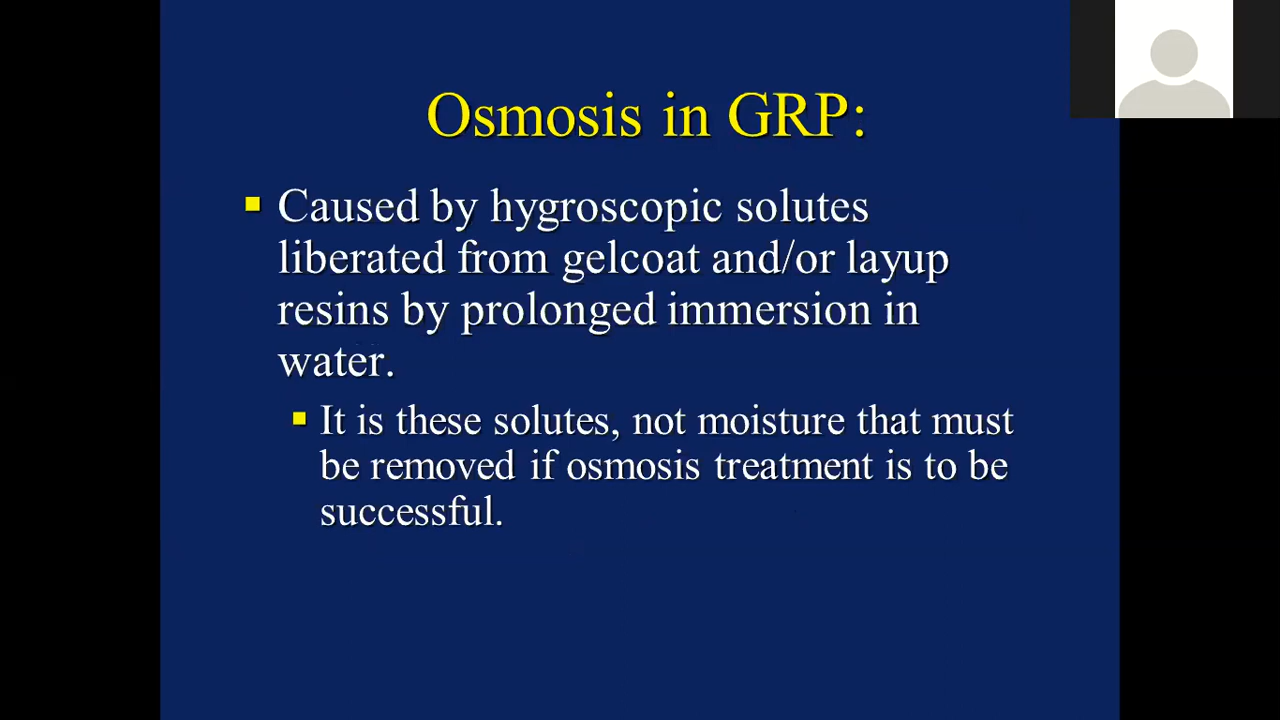 Osmosis in GRP:
Caused by hygroscopic solutes
liberated from gelcoat and/or layup
resins by prolonged immersion in
water.
It is these solutes, not moisture that must
be removed if osmosis treatment is to be
successful.